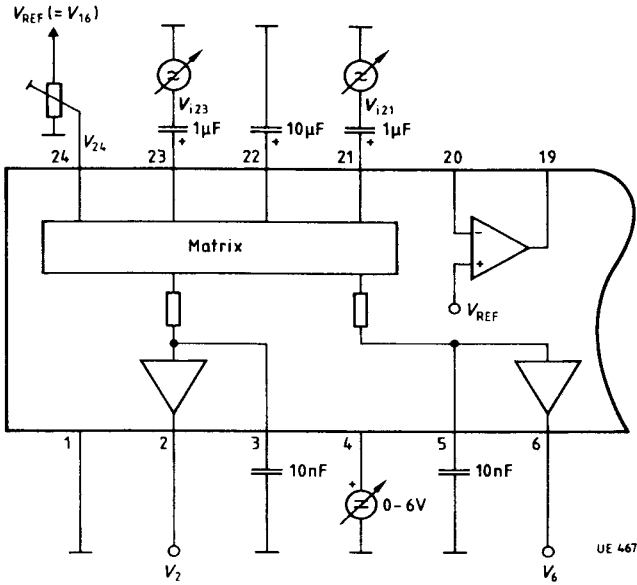 VREF (= V16)
Vi23
Vi21
1µF
10µF
1µF
+
+
+
V24
24
23
22
21
20
19
Matrix
-
+
VREF
1
2
3
4
5
6
10nF
+
0-6V
10nF
UE 467
V2
V6